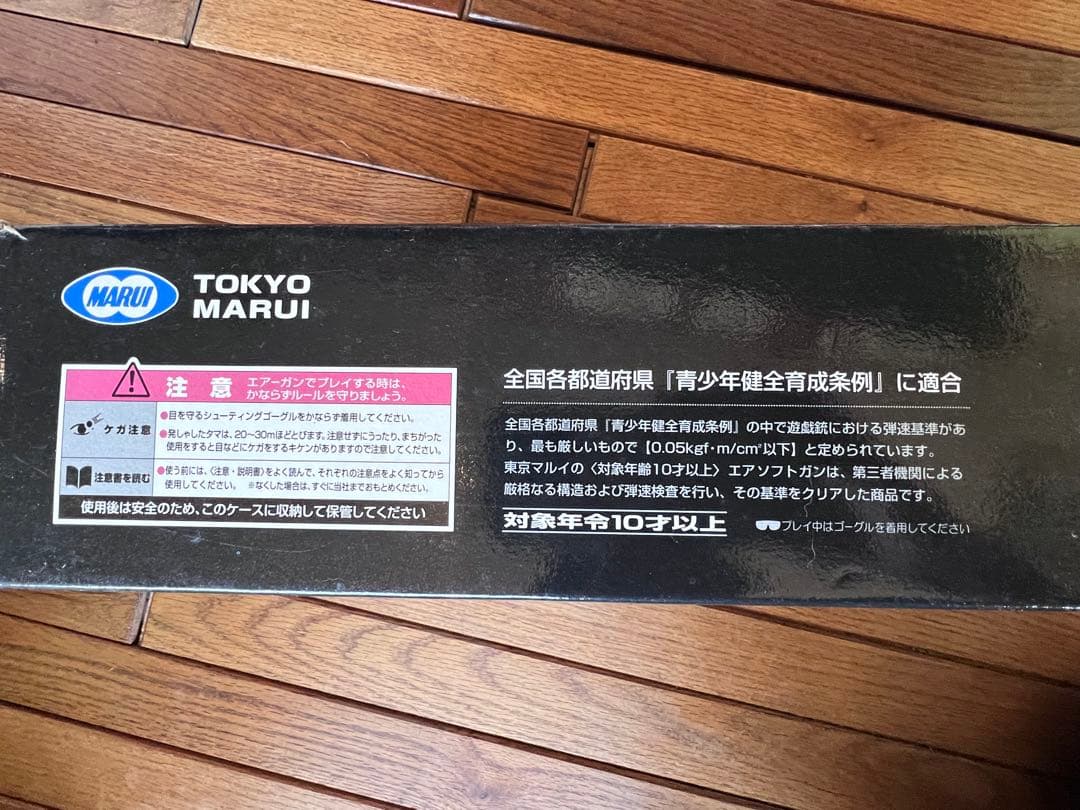 MARUI
TOKYO
MARUI
注意
エアーガンでプレイする時は、
かならずルールを守りましょう。
ケガ注意
●目を守るシューティングゴーグルをかならず着用してください。
●発しゃしたタマは、20〜30mほどとびます。注意せずにうったり、まちがった
使用をすると目などにケガをするキケンがありますので注意してください。
注意書を読む
●使う前には、〈注意・説明書〉をよく読んで、それぞれの注意点をよく知ってから
使用してください。 ※なくした場合は、すぐに当社までおもとめください。
使用後は安全のため、このケースに収納して保管してください
全国各都道府県『青少年健全育成条例』に適合
全国各都道府県『青少年健全育成条例』の中で遊戯銃における弾速基準があ
り、最も厳しいもので【0.05kgf・m/cm²以下】と定められています。
東京マルイの〈対象年齢10才以上〉エアソフトガンは、第三者機関による
厳格なる構造および弾速検査を行い、その基準をクリアした商品です。
対象年令10才以上
プレイ中はゴーグルを着用してください